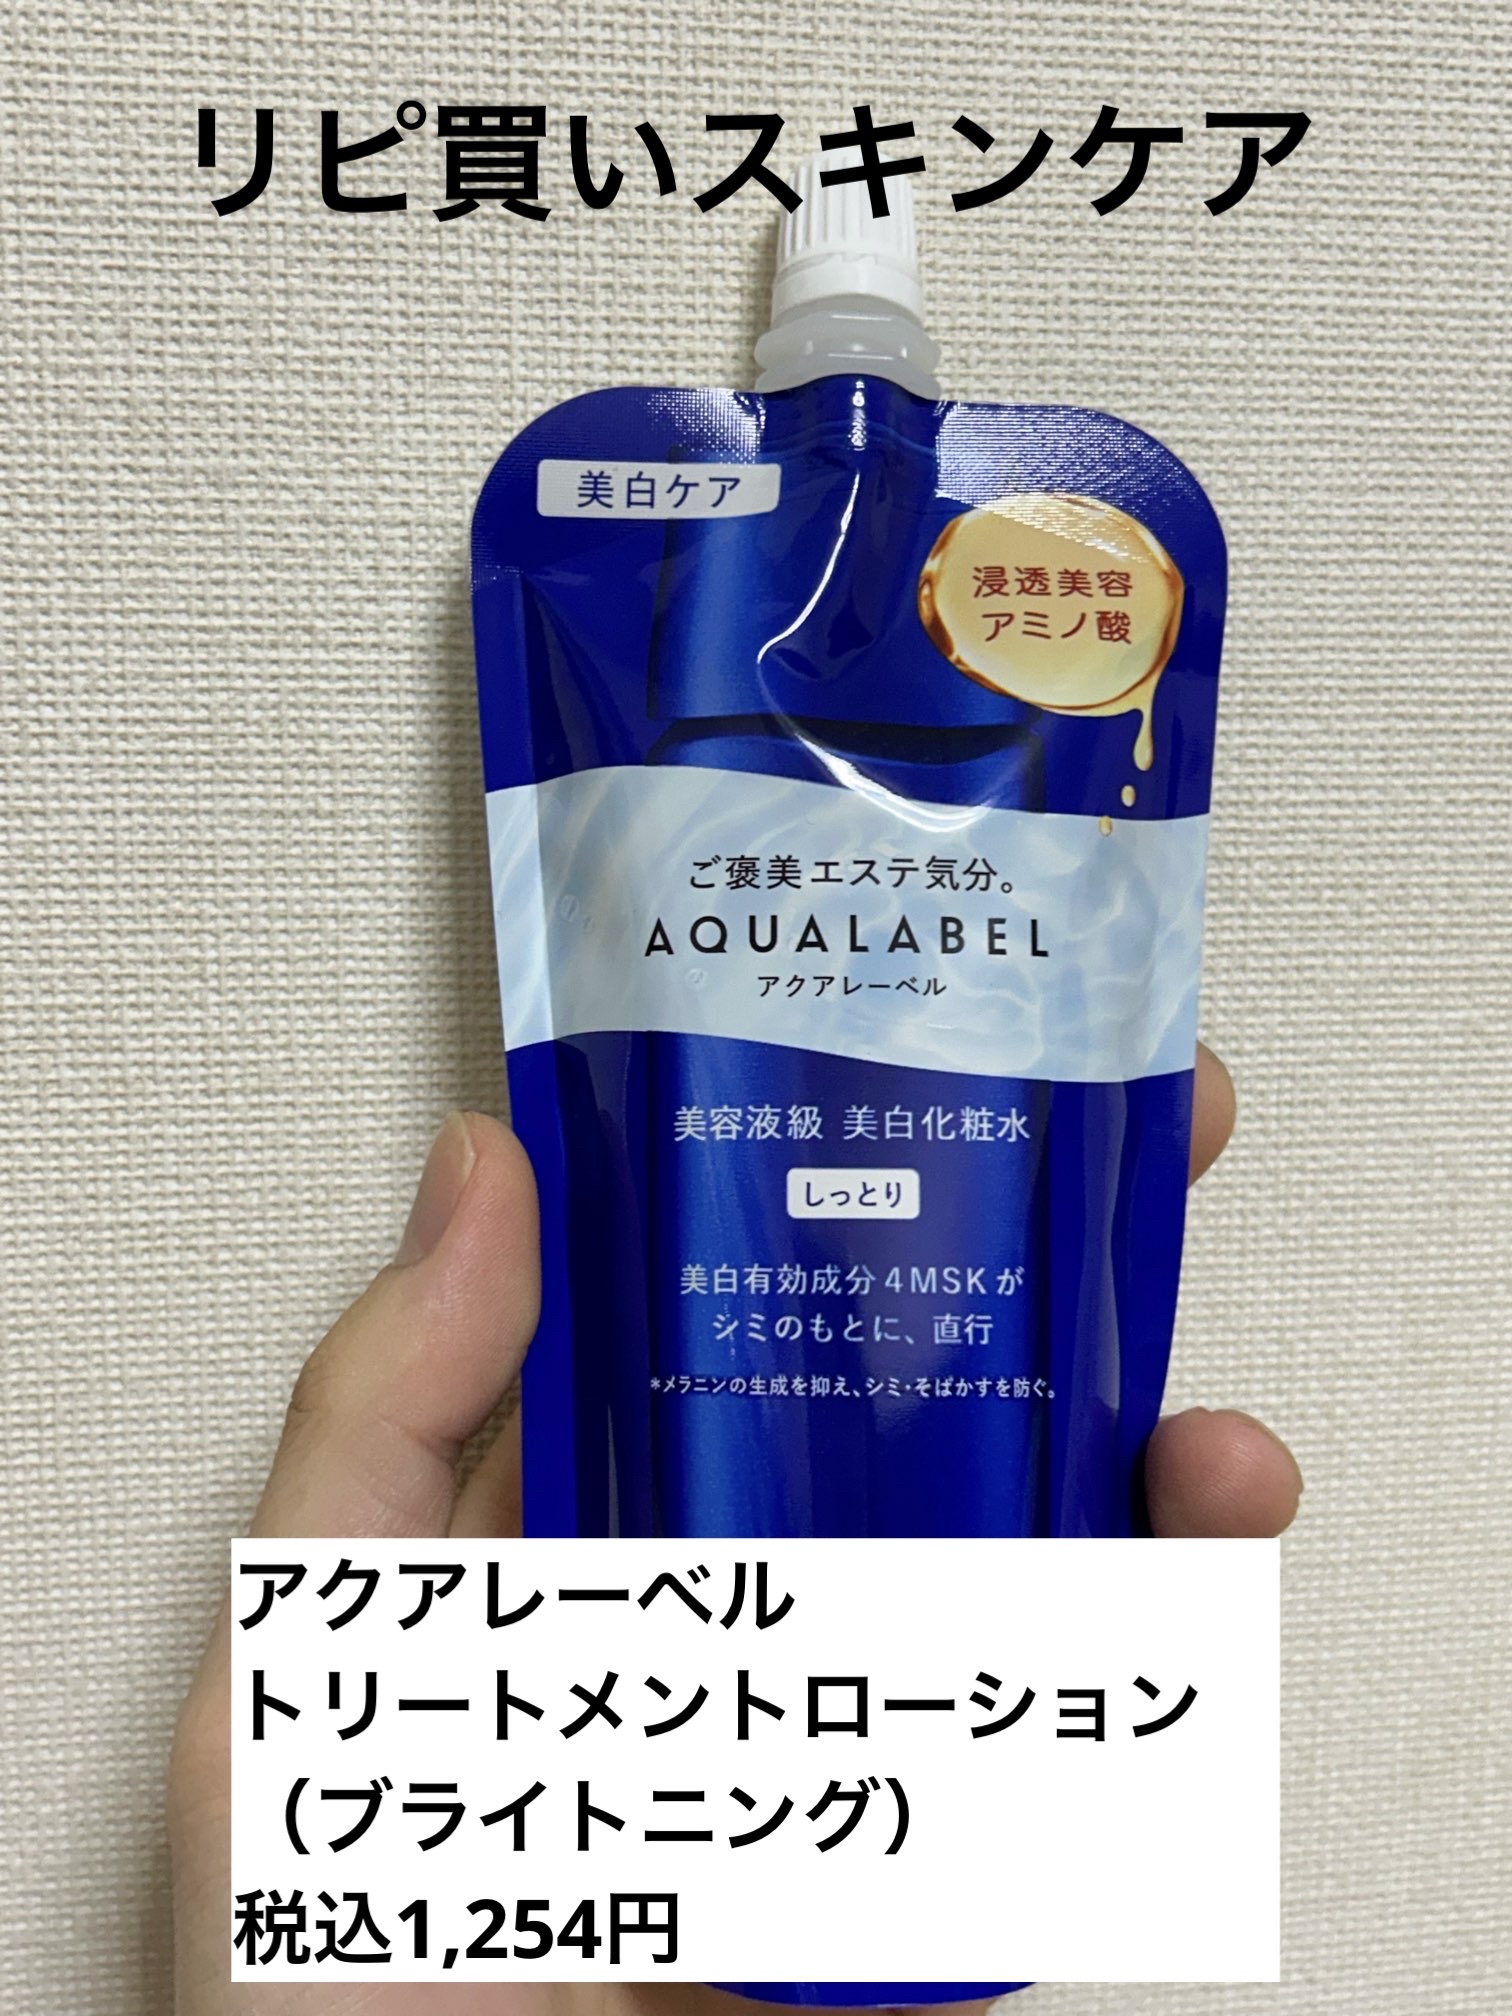 リピ買いスキンケア
美白ケア
浸透美容
アミノ酸
ご褒美エステ気分。
AQUALABEL
アクアレーベル
美容液級 美白化粧水
しっとり
美白有効成分4MSKが
シミのもとに、直行
*メラニンの生成を抑え、シミ・そばかすを防ぐ。
アクアレーベル
トリートメントローション
（ブライトニング）
税込1,254円